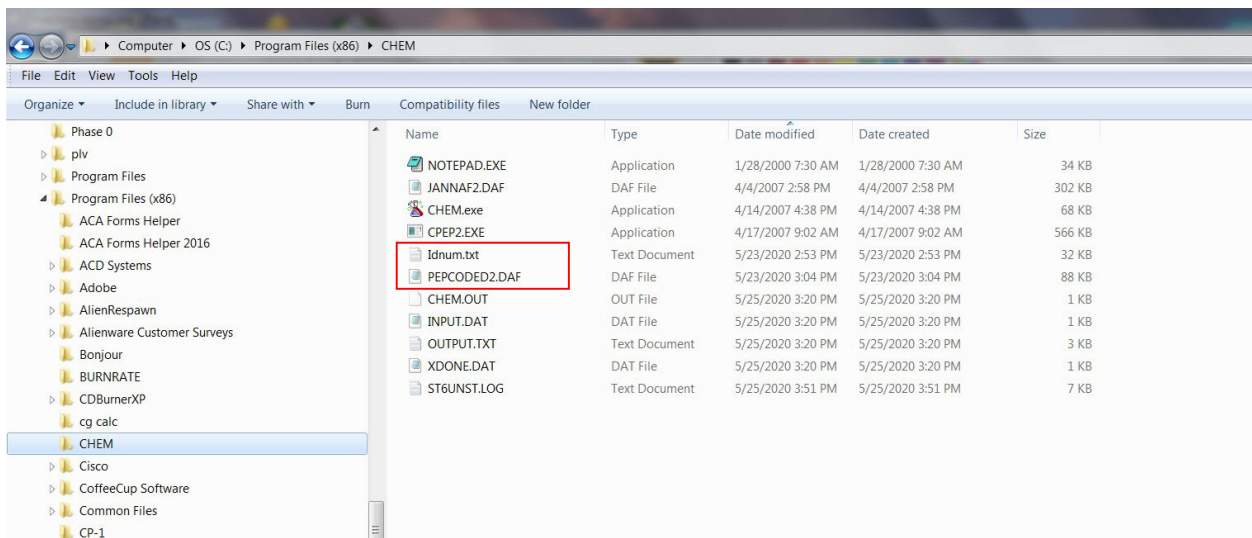 Computer ▸ OS (C:) ▸ Program Files (x86) ▸ CHEM
File Edit View Tools Help
Organize Include in library Share with Burn Compatibility files New folder
Phase 0
plv
Program Files
Program Files (x86)
ACA Forms Helper
ACA Forms Helper 2016
ACD Systems
Adobe
AlienRespawn
Alienware Customer Surveys
Bonjour
BURNRATE
CDBurnerXP
cg calc
CHEM
Cisco
CoffeeCup Software
Common Files
CP-1
Name Type Date modified Date created Size
NOTEPAD.EXE Application 1/28/2000 7:30 AM 1/28/2000 7:30 AM 34 KB
JANNAF2.DAF DAF File 4/4/2007 2:58 PM 4/4/2007 2:58 PM 302 KB
CHEM.exe Application 4/14/2007 4:38 PM 4/14/2007 4:38 PM 68 KB
CPEP2.EXE Application 4/17/2007 9:02 AM 4/17/2007 9:02 AM 566 KB
Idnum.txt Text Document 5/23/2020 2:53 PM 5/23/2020 2:53 PM 32 KB
PEPCODED2.DAF DAF File 5/23/2020 3:04 PM 5/23/2020 3:04 PM 88 KB
CHEM.OUT OUT File 5/25/2020 3:20 PM 5/25/2020 3:20 PM 1 KB
INPUT.DAT DAT File 5/25/2020 3:20 PM 5/25/2020 3:20 PM 1 KB
OUTPUT.TXT Text Document 5/25/2020 3:20 PM 5/25/2020 3:20 PM 3 KB
XDONE.DAT DAT File 5/25/2020 3:20 PM 5/25/2020 3:20 PM 1 KB
ST6UNST.LOG Text Document 5/25/2020 3:51 PM 5/25/2020 3:51 PM 7 KB